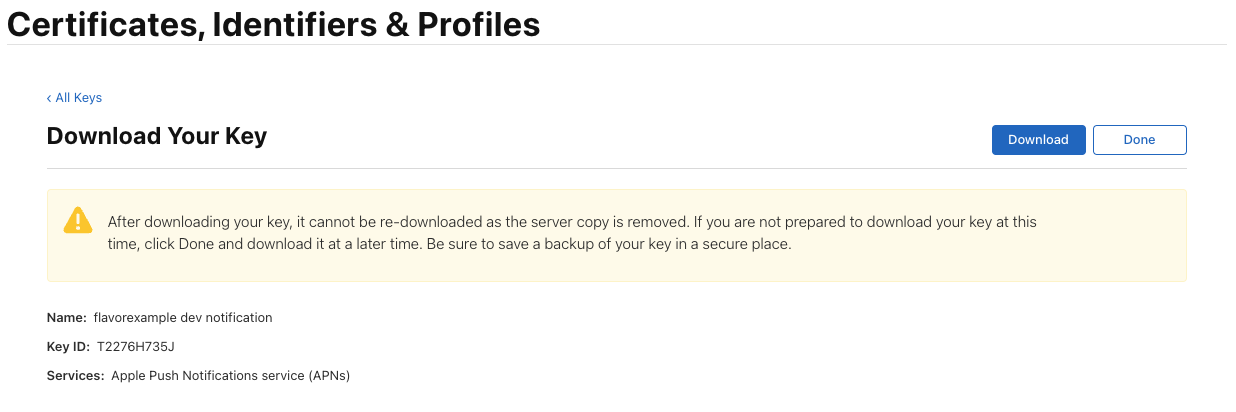 Certificates, Identifiers & Profiles
‹ All Keys
Download Your Key
Download
Done
After downloading your key, it cannot be re-downloaded as the server copy is removed. If you are not prepared to download your key at this
time, click Done and download it at a later time. Be sure to save a backup of your key in a secure place.
Name: flavorexample dev notification
Key ID: T2276H735J
Services: Apple Push Notifications service (APNs)